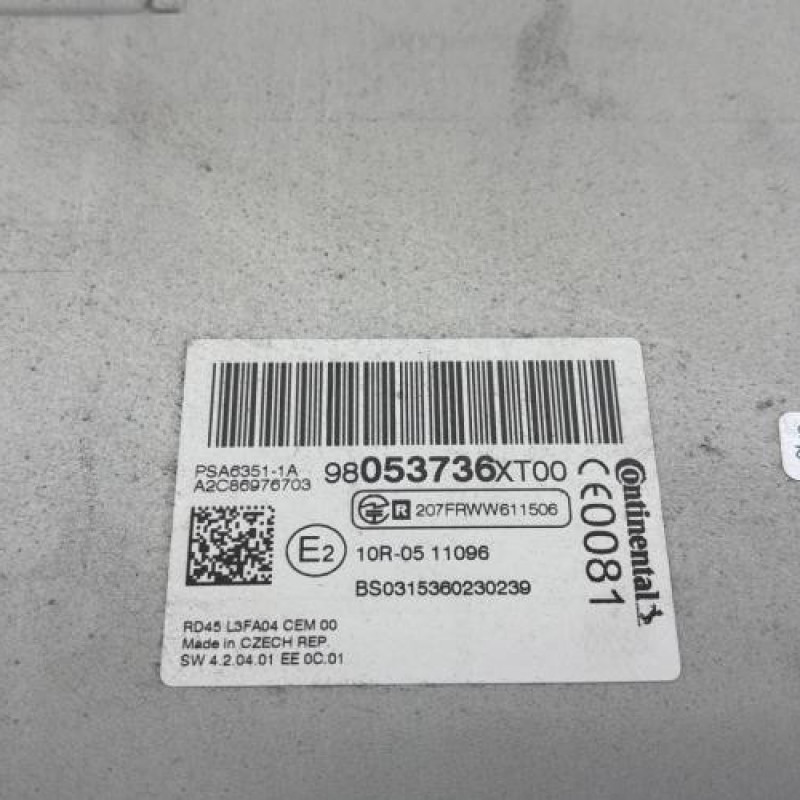 PSA6351-1A
A2C86976703
98053736XT00
R 207FRWW611506
E2
10R-05 11096
BS0315360230239
RD45 L3FA04 CEM 00
Made in CZECH REP.
SW 4.2.04.01 EE 0C.01
CE0081
Continental